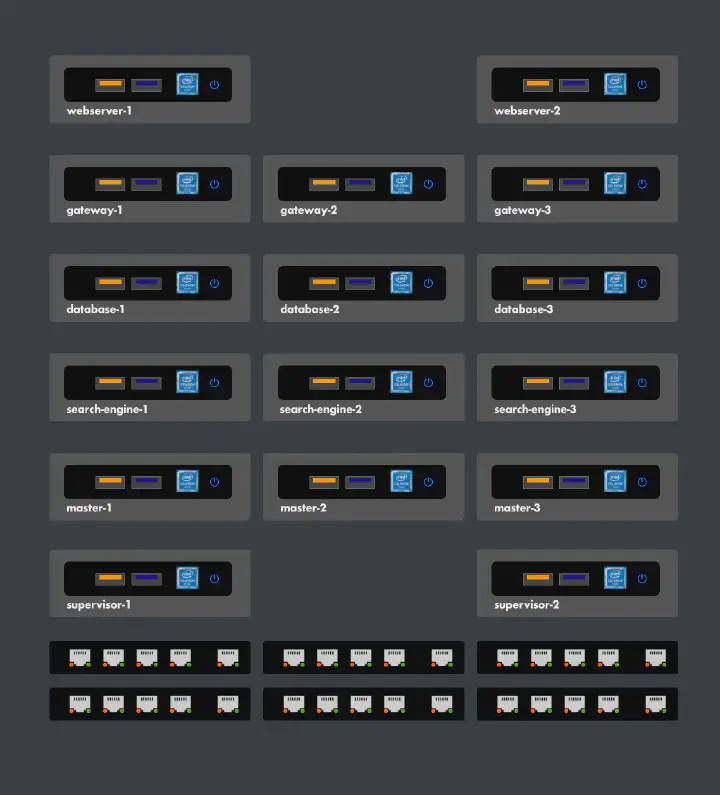 webserver-1
webserver-2
gateway-1
gateway-2
gateway-3
database-1
database-2
database-3
search-engine-1
search-engine-2
search-engine-3
master-1
master-2
master-3
supervisor-1
supervisor-2